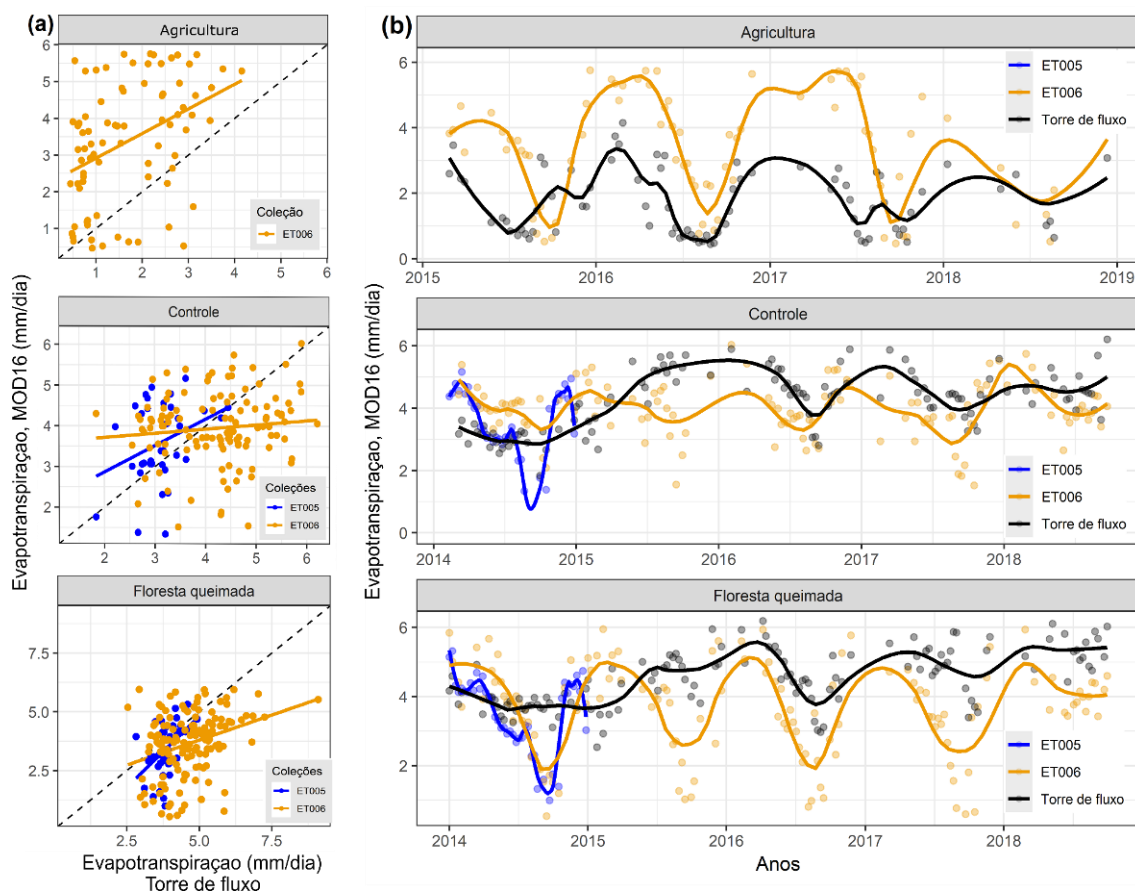 (a)
Agricultura
6
5
4
3
2
1
Coleção
ET006
1 2 3 4 5 6
Controle
6
5
4
3
2
Coleções
ET005
ET006
2 3 4 5 6
Floresta queimada
7.5
5.0
2.5
Coleções
ET005
ET006
2.5 5.0 7.5
Evapotranspiraçao, MOD16 (mm/dia)
Evapotranspiraçao (mm/dia)
Torre de fluxo
(b)
Agricultura
6
4
2
0
ET005
ET006
Torre de fluxo
2015 2016 2017 2018 2019
Controle
6
4
2
0
ET005
ET006
Torre de fluxo
2014 2015 2016 2017 2018
Floresta queimada
6
4
2
ET005
ET006
Torre de fluxo
2014 2015 2016 2017 2018
Evapotranspiraçao, MOD16 (mm/dia)
Anos